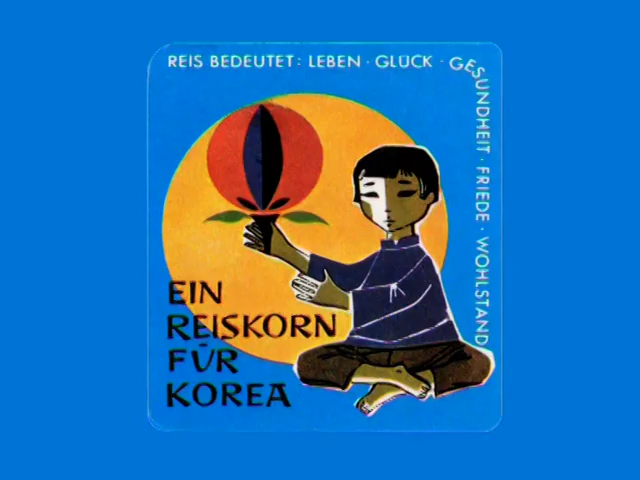 REIS BEDEUTET: LEBEN · GLÜCK · GESUNDHEIT · FRIEDE · WOHLSTAND
EIN
REISKORN
FÜR
KOREA